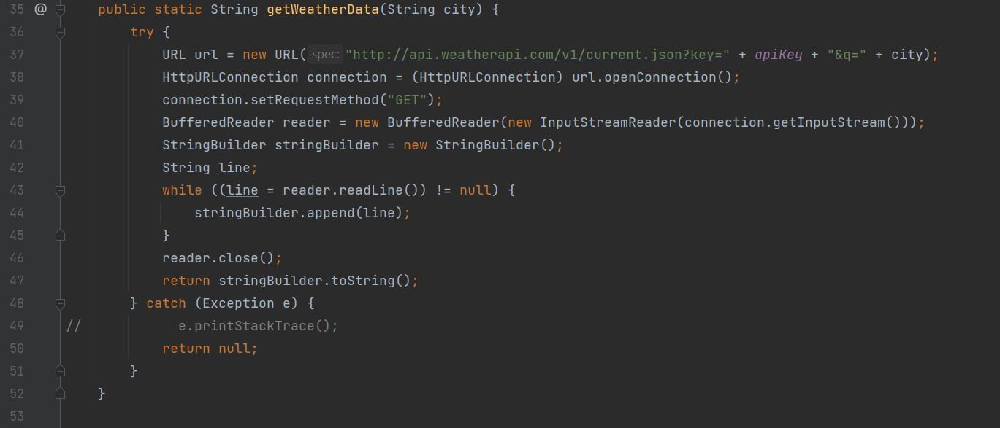 35 @ public static String getWeatherData(String city) {
36 try {
37 URL url = new URL( spec: "http://api.weatherapi.com/v1/current.json?key=" + apiKey + "&q=" + city);
38 HttpURLConnection connection = (HttpURLConnection) url.openConnection();
39 connection.setRequestMethod("GET");
40 BufferedReader reader = new BufferedReader(new InputStreamReader(connection.getInputStream()));
41 StringBuilder stringBuilder = new StringBuilder();
42 String line;
43 while ((line = reader.readLine()) != null) {
44 stringBuilder.append(line);
45 }
46 reader.close();
47 return stringBuilder.toString();
48 } catch (Exception e) {
49 // e.printStackTrace();
50 return null;
51 }
52 }
53